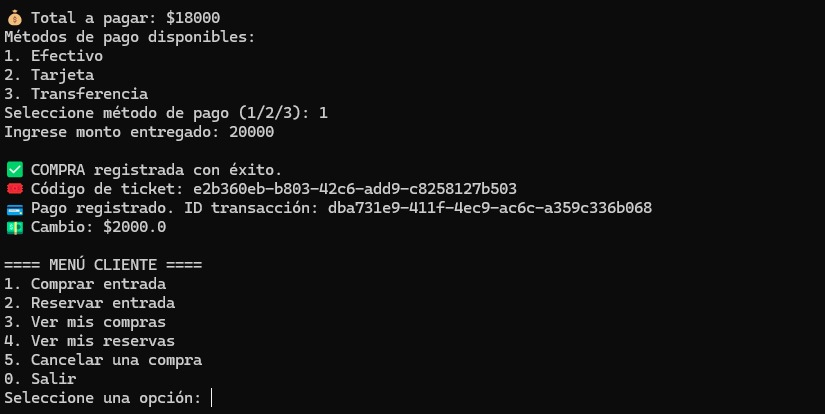 💰 Total a pagar: $18000
Métodos de pago disponibles:
1. Efectivo
2. Tarjeta
3. Transferencia
Seleccione método de pago (1/2/3): 1
Ingrese monto entregado: 20000
✅ COMPRA registrada con éxito.
🎟️ Código de ticket: e2b360eb-b803-42c6-add9-c8258127b503
💳 Pago registrado. ID transacción: dba731e9-411f-4ec9-ac6c-a359c336b068
💵 Cambio: $2000.0
==== MENÚ CLIENTE ====
1. Comprar entrada
2. Reservar entrada
3. Ver mis compras
4. Ver mis reservas
5. Cancelar una compra
0. Salir
Seleccione una opción: